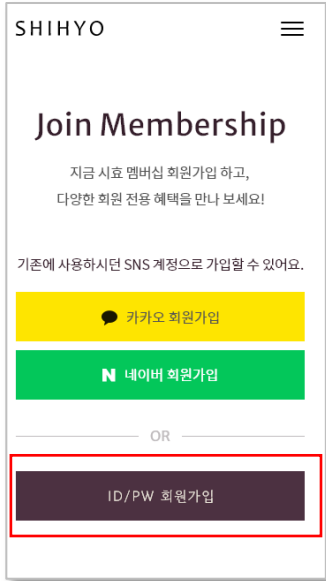 SHIHYO
Join Membership
지금 시효 멤버십 회원가입 하고,
다양한 회원 전용 혜택을 만나 보세요!
기존에 사용하시던 SNS 계정으로 가입할 수 있어요.
카카오 회원가입
N 네이버 회원가입
OR
ID/PW 회원가입